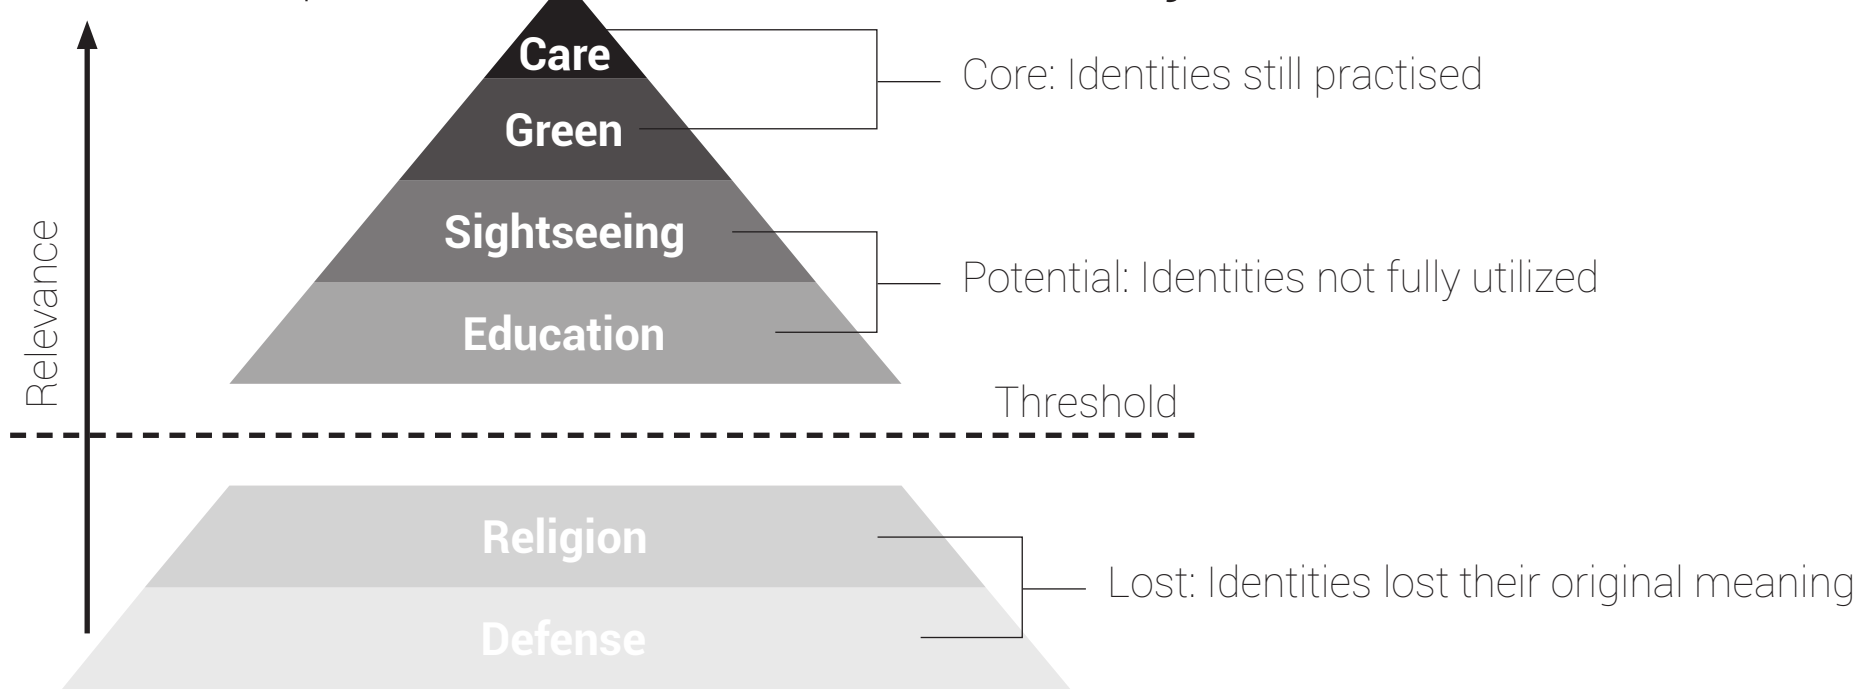 Care
Core: Identities still practised
Green
Sightseeing
Potential: Identities not fully utilized
Education
Relevance
Threshold
Religion
Lost: Identities lost their original meaning
Defense